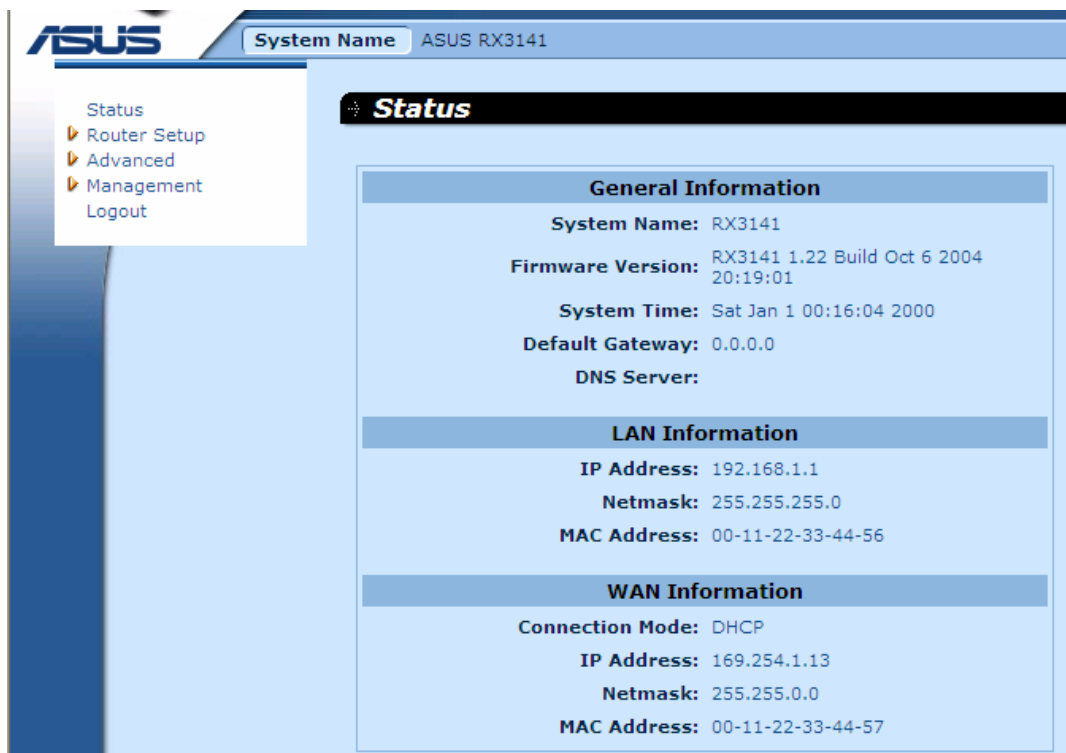 ASUS
System Name ASUS RX3141
Status
Router Setup
Advanced
Management
Logout
Status
General Information
System Name: RX3141
Firmware Version: RX3141 1.22 Build Oct 6 2004
20:19:01
System Time: Sat Jan 1 00:16:04 2000
Default Gateway: 0.0.0.0
DNS Server:
LAN Information
IP Address: 192.168.1.1
Netmask: 255.255.255.0
MAC Address: 00-11-22-33-44-56
WAN Information
Connection Mode: DHCP
IP Address: 169.254.1.13
Netmask: 255.255.0.0
MAC Address: 00-11-22-33-44-57